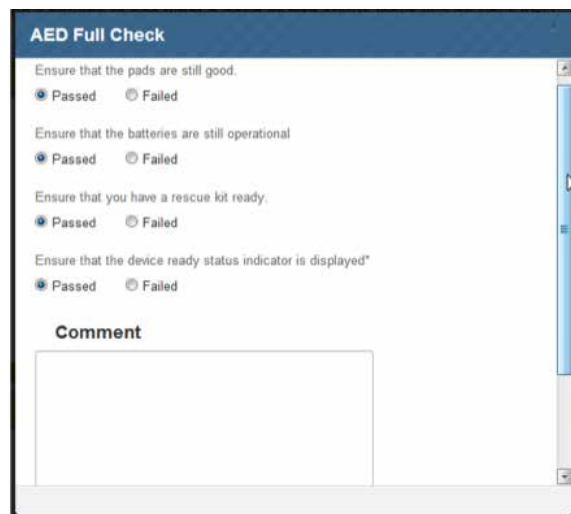 AED Full Check
Ensure that the pads are still good.
Passed Failed
Ensure that the batteries are still operational
Passed Failed
Ensure that you have a rescue kit ready.
Passed Failed
Ensure that the device ready status indicator is displayed*
Passed Failed
Comment